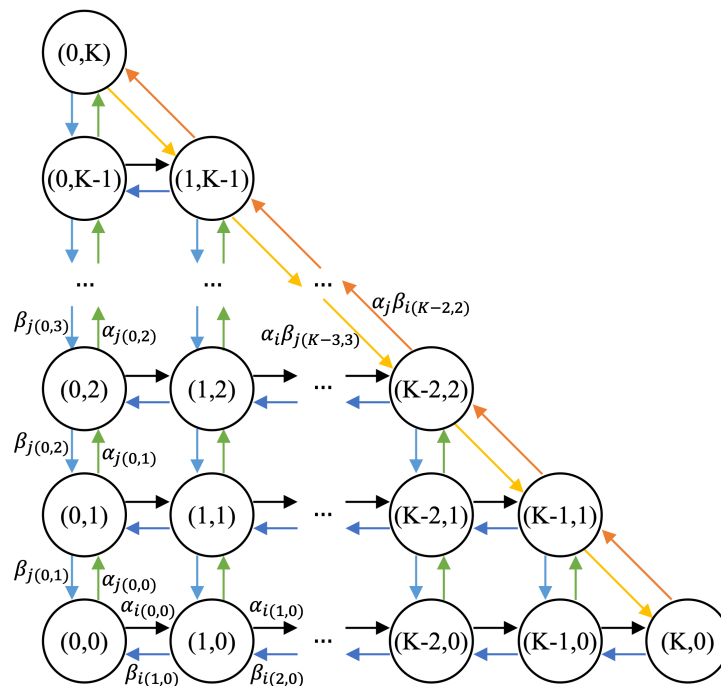 (0,K)
(0,K-1) (1,K-1)
... ... ...
β_{j(0,3)} α_{j(0,2)} α_iβ_{j(K-3,3)} α_jβ_{i(K-2,2)}
(0,2) (1,2) ... (K-2,2)
β_{j(0,2)} α_{j(0,1)}
(0,1) (1,1) ... (K-2,1) (K-1,1)
β_{j(0,1)} α_{j(0,0)}
α_{i(0,0)} α_{i(1,0)}
(0,0) (1,0) ... (K-2,0) (K-1,0) (K,0)
β_{i(1,0)} β_{i(2,0)}